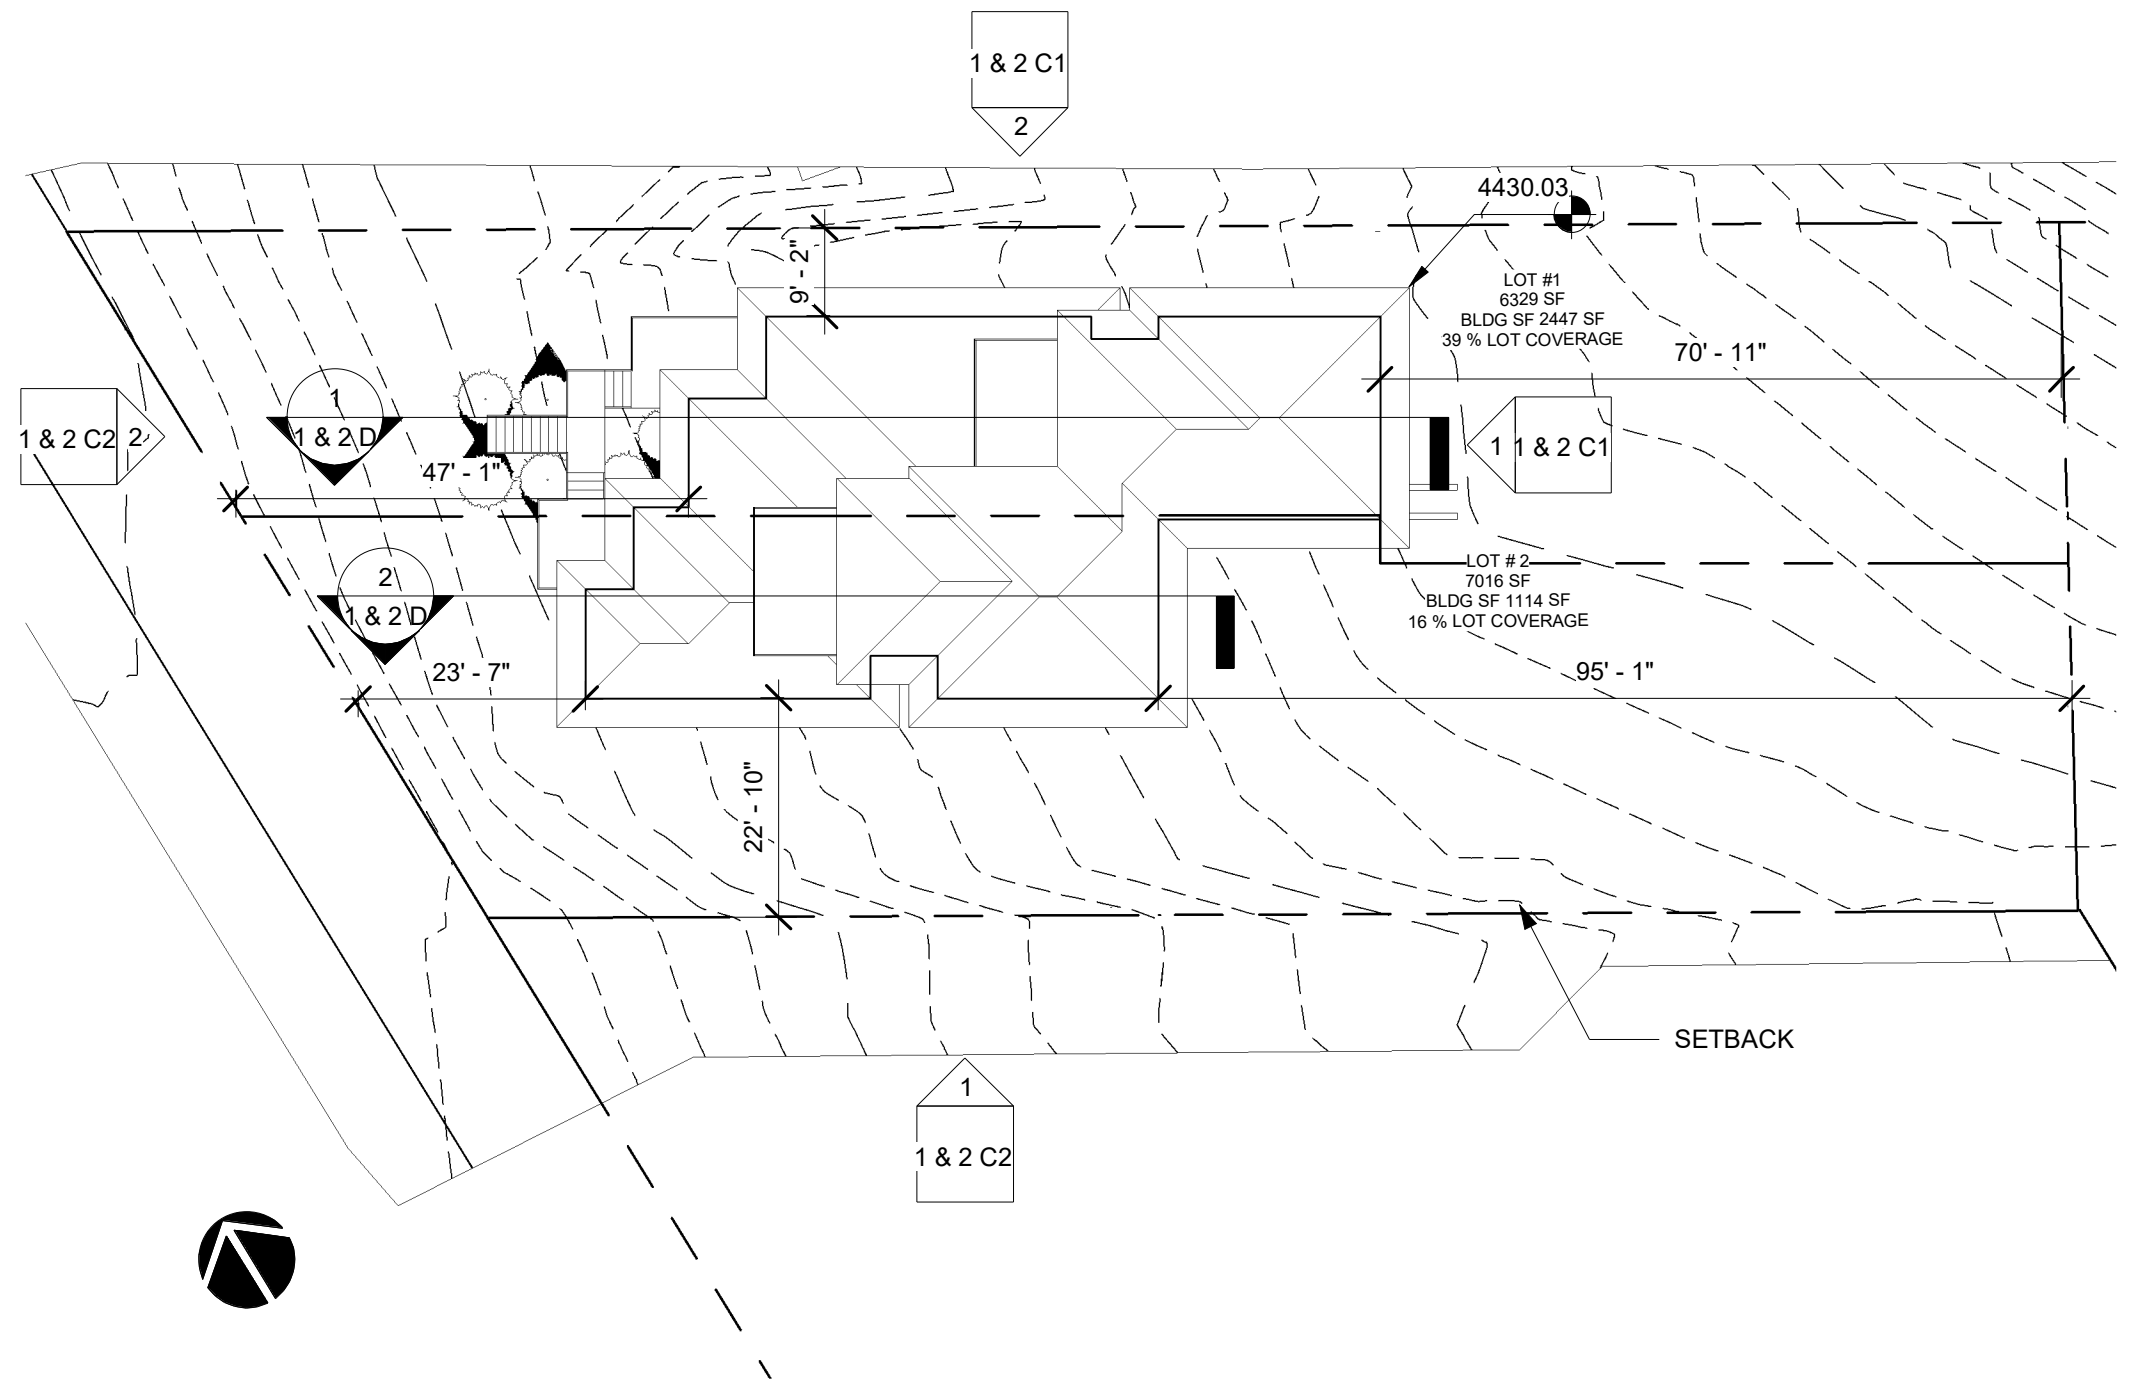 1 & 2 C1
2
4430.03
9' - 2"
LOT #1
6329 SF
BLDG SF 2447 SF
39 % LOT COVERAGE
70' - 11"
1
1 & 2 D
1 & 2 C2
2
1
1 & 2 C1
47' - 1"
LOT # 2
7016 SF
BLDG SF 1114 SF
16 % LOT COVERAGE
2
1 & 2 D
23' - 7"
95' - 1"
22' - 10"
SETBACK
1
1 & 2 C2